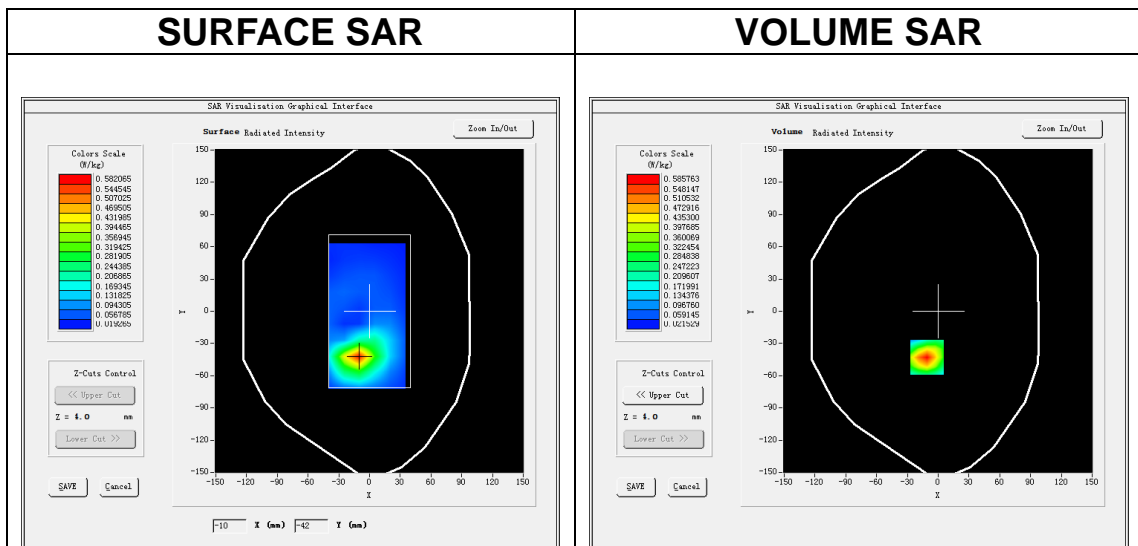 SURFACE SAR
VOLUME SAR
SAR Visualisation Graphical Interface
Surface Radiated Intensity
Zoom In/Out
Colors Scale
(W/kg)
0.582065
0.544545
0.507025
0.469505
0.431985
0.394465
0.356945
0.319425
0.281905
0.244385
0.206865
0.169345
0.131825
0.094305
0.056785
0.019265
150
120
90
60
30
0
-30
-60
-90
-120
-150
Y
-150 -120 -90 -60 -30 0 30 60 90 120 150
X
Z-Cuts Control
<< Upper Cut
Z = 4.0 mm
Lower Cut >>
SAVE Cancel
-10 X (mm) -42 Y (mm)
SAR Visualisation Graphical Interface
Volume Radiated Intensity
Zoom In/Out
Colors Scale
(W/kg)
0.585763
0.548147
0.510532
0.472916
0.435300
0.397685
0.360069
0.322454
0.284838
0.247223
0.209607
0.171991
0.134376
0.096760
0.059145
0.021529
150
120
90
60
30
0
-30
-60
-90
-120
-150
Y
-150 -120 -90 -60 -30 0 30 60 90 120 150
X
Z-Cuts Control
<< Upper Cut
Z = 4.0 mm
Lower Cut >>
SAVE Cancel